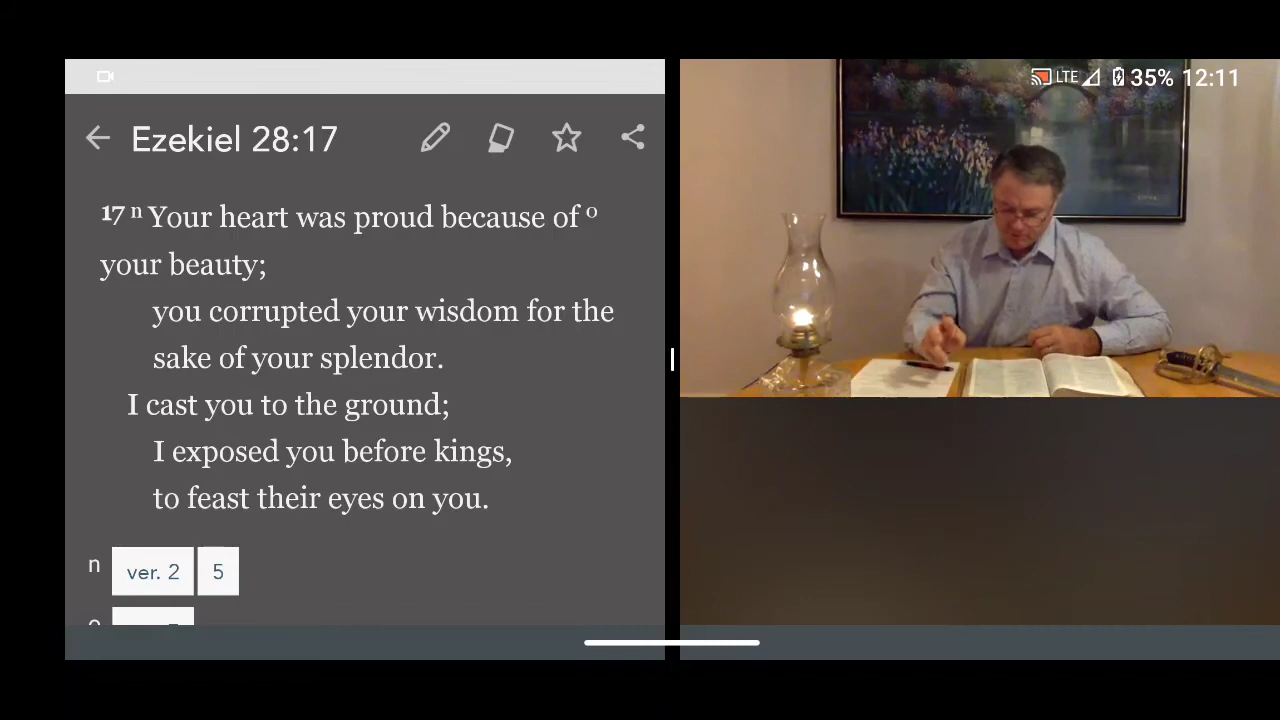 LTE 35% 12:11
Ezekiel 28:17
17 n Your heart was proud because of o
your beauty;
you corrupted your wisdom for the
sake of your splendor.
I cast you to the ground;
I exposed you before kings,
to feast their eyes on you.
n ver. 2 5